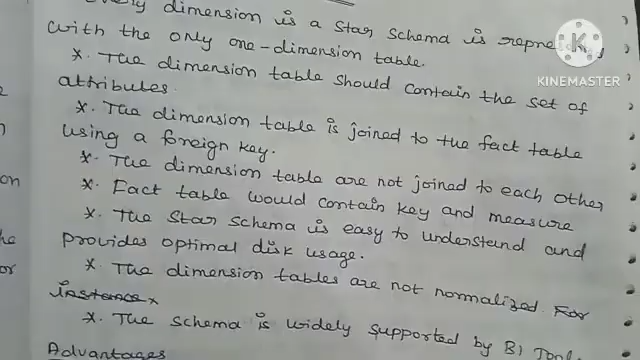 dimension is a star schema is
with the only one-dimension table.
*. The dimension table should contain the set of
attributes.
*. The dimension table is joined to the fact table
using a foreign key.
*. The dimension table are not joined to each other
*. Fact table would contain key and measure
*. The star schema is easy to understand and
provides optimal disk usage.
*. The dimension tables are not normalized. For
instance
*. The schema is widely supported by BI
Advantages
KINEMASTER
on
or